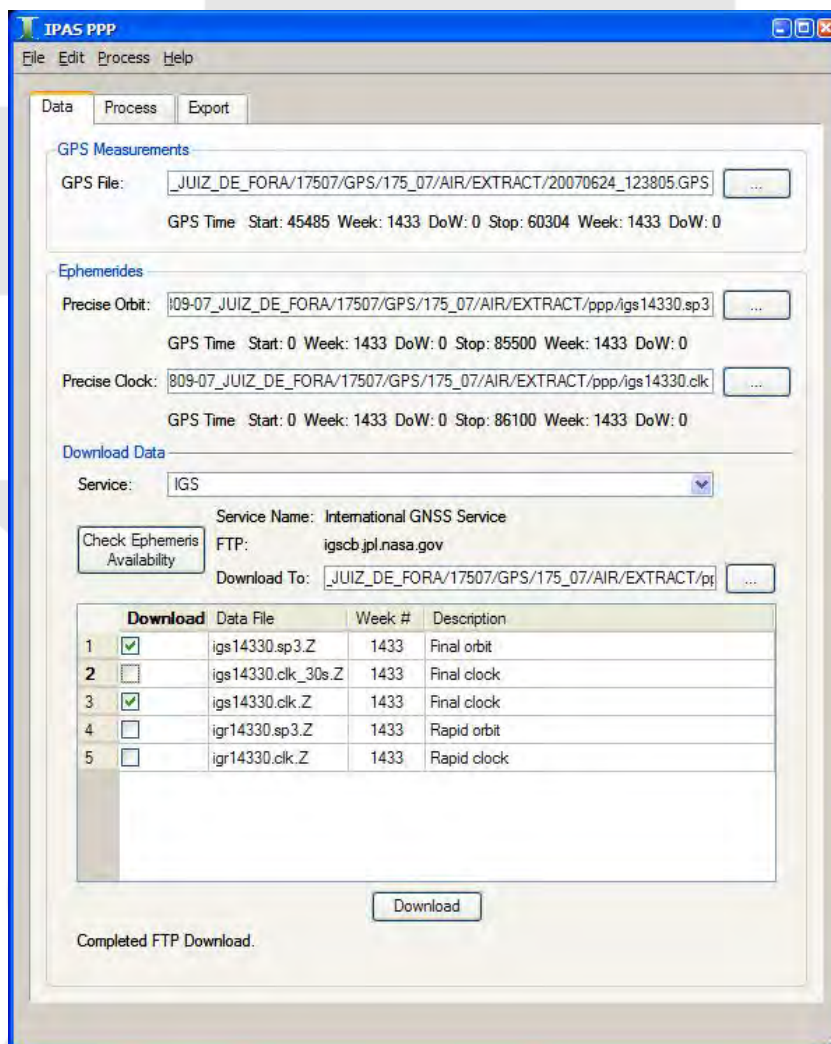 IPAS PPP
File Edit Process Help
Data Process Export
GPS Measurements
GPS File: _JUIZ_DE_FORA/17507/GPS/175_07/AIR/EXTRACT/20070624_123805.GPS ...
GPS Time Start: 45485 Week: 1433 DoW: 0 Stop: 60304 Week: 1433 DoW: 0
Ephemerides
Precise Orbit: 809-07_JUIZ_DE_FORA/17507/GPS/175_07/AIR/EXTRACT/ppp/igs14330.sp3 ...
GPS Time Start: 0 Week: 1433 DoW: 0 Stop: 85500 Week: 1433 DoW: 0
Precise Clock: 809-07_JUIZ_DE_FORA/17507/GPS/175_07/AIR/EXTRACT/ppp/igs14330.clk ...
GPS Time Start: 0 Week: 1433 DoW: 0 Stop: 86100 Week: 1433 DoW: 0
Download Data
Service: IGS
Service Name: International GNSS Service
Check Ephemeris Availability
FTP: igscb.jpl.nasa.gov
Download To: _JUIZ_DE_FORA/17507/GPS/175_07/AIR/EXTRACT/pp ...
Download Data File Week # Description
1 igs14330.sp3.Z 1433 Final orbit
2 igs14330.clk_30s.Z 1433 Final clock
3 igs14330.clk.Z 1433 Final clock
4 igr14330.sp3.Z 1433 Rapid orbit
5 igr14330.clk.Z 1433 Rapid clock
Download
Completed FTP Download.